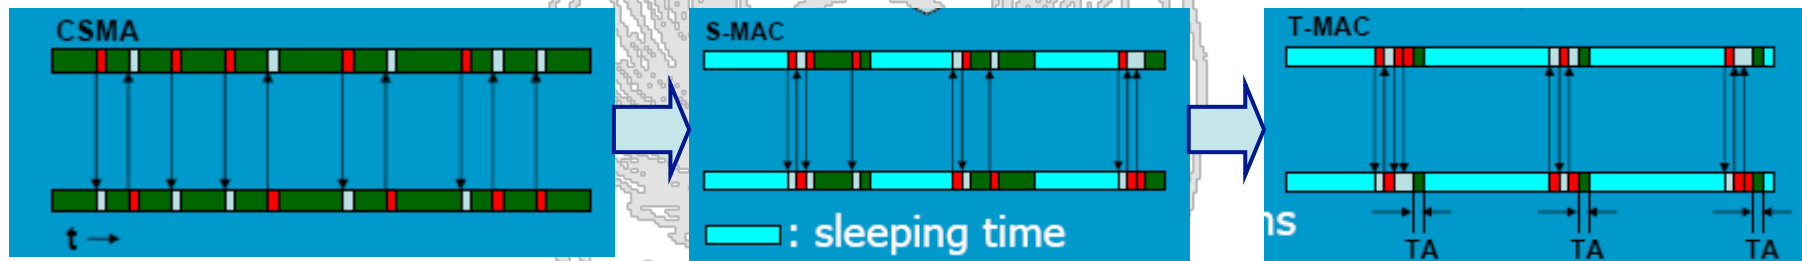 CSMA
t
S-MAC
: sleeping time
T-MAC
ns
TA
TA
TA